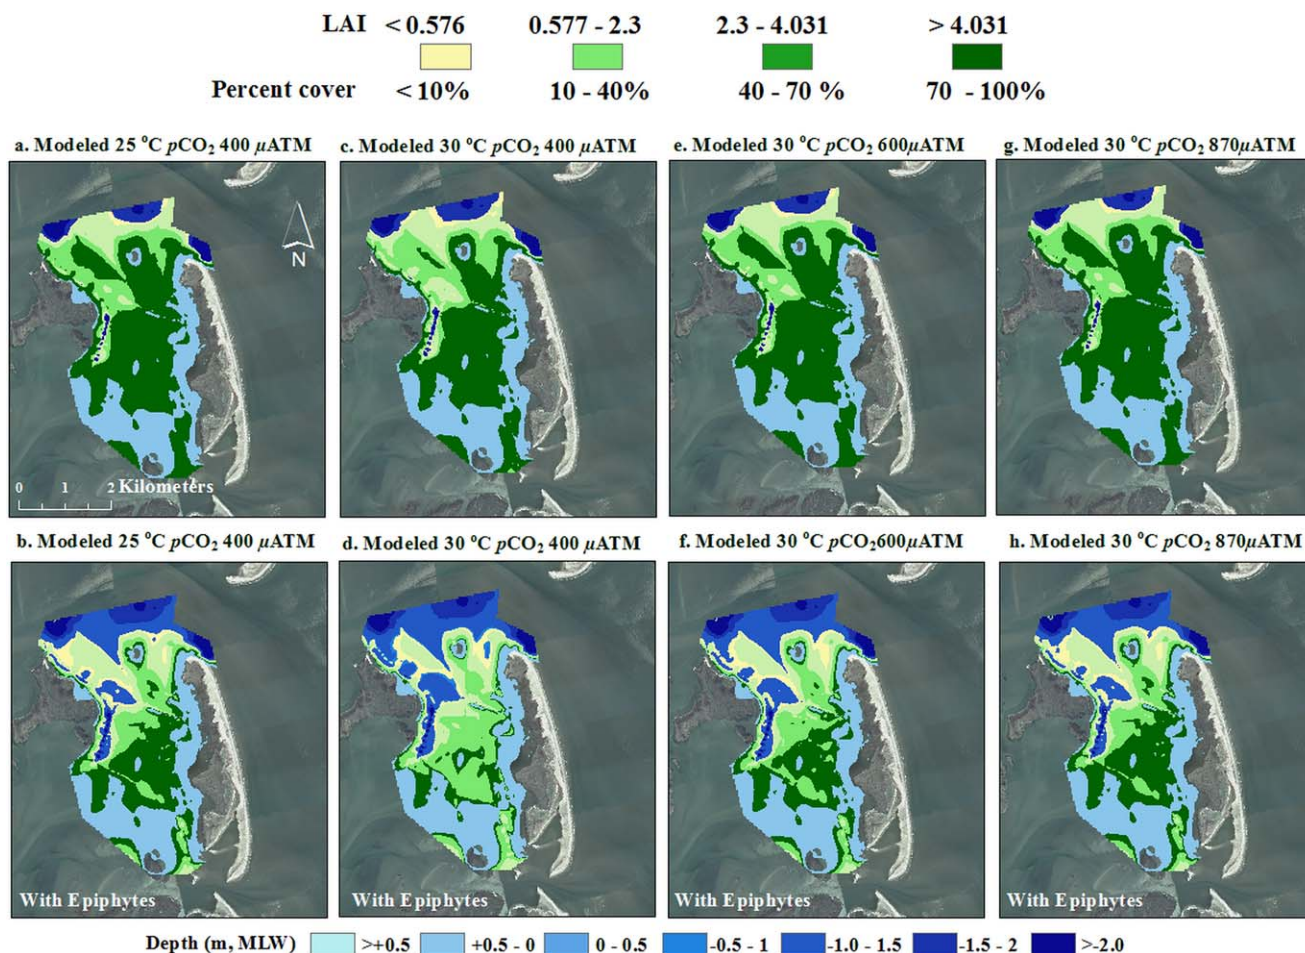 LAI < 0.576 0.577 - 2.3 2.3 - 4.031 > 4.031
Percent cover < 10% 10 - 40% 40 - 70 % 70 - 100%
a. Modeled 25 °C pCO₂ 400 µATM c. Modeled 30 °C pCO₂ 400 µATM e. Modeled 30 °C pCO₂ 600µATM g. Modeled 30 °C pCO₂ 870µATM
N
0 1 2 Kilometers
b. Modeled 25 °C pCO₂ 400 µATM d. Modeled 30 °C pCO₂ 400 µATM f. Modeled 30 °C pCO₂600µATM h. Modeled 30 °C pCO₂ 870µATM
With Epiphytes With Epiphytes With Epiphytes With Epiphytes
Depth (m, MLW) >+0.5 +0.5 - 0 0 - 0.5 -0.5 - 1 -1.0 - 1.5 -1.5 - 2 >-2.0